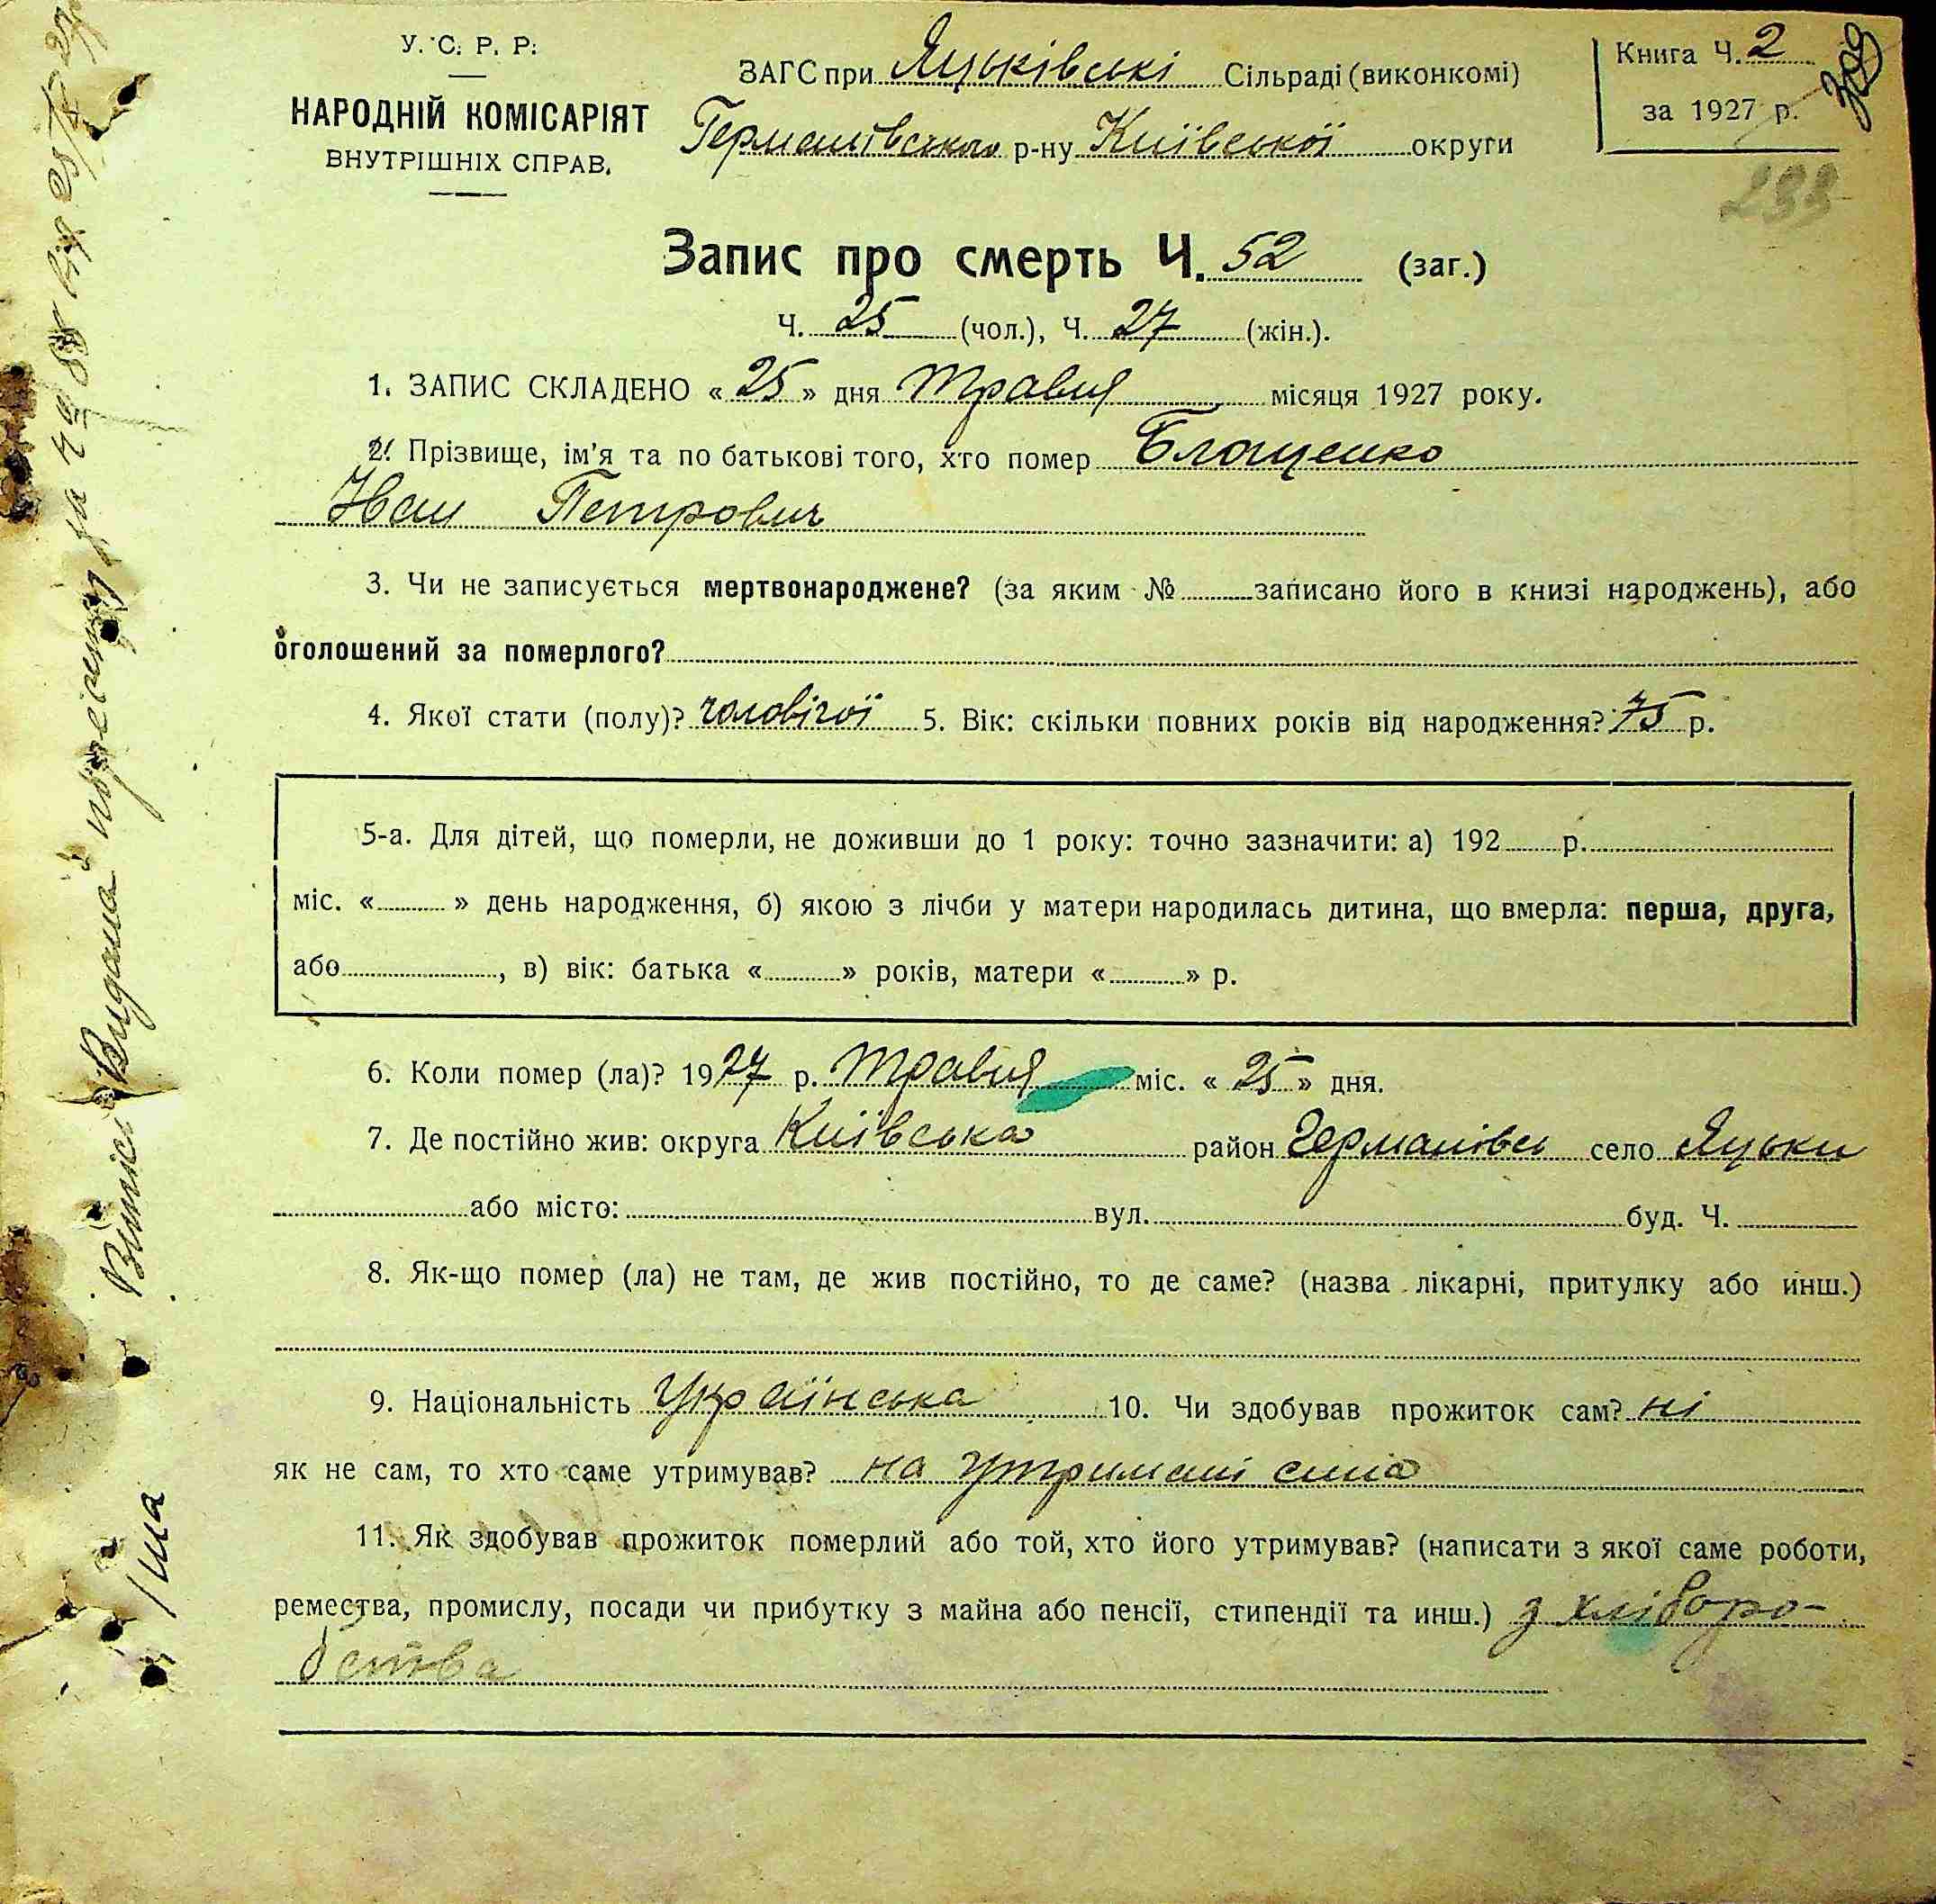 У. С. Р. Р.
НАРОДНІЙ КОМІСАРІЯТ
ВНУТРІШНІХ СПРАВ.
ЗАГС при Яцьківські Сільраді (виконкомі)
Германівського р-ну Київської округи
Книга Ч. 2
за 1927 р.
Запис про смерть Ч. 52 (заг.)
Ч. 25 (чол.), Ч. 27 (жін.).
1. ЗАПИС СКЛАДЕНО « 25 » дня Травня місяця 1927 року.
2. Прізвище, ім'я та по батькові того, хто помер Блощенко
Іван Петрович
3. Чи не записується мертвонароджене? (за яким № записано його в книзі народжень), або
оголошений за померлого?
4. Якої стати (полу)? чоловічої 5. Вік: скільки повних років від народження? 75 р.
5-а. Для дітей, що померли, не доживши до 1 року: точно зазначити: а) 192 р.
міс. « » день народження, б) якою з лічби у матери народилась дитина, що вмерла: перша, друга,
або , в) вік: батька « » років, матери « » р.
6. Коли помер (ла)? 1927 р. Травня міс. « 25 » дня.
7. Де постійно жив: округа Київська район Германівсь село Яцьки
або місто: вул. буд. Ч.
8. Як-що помер (ла) не там, де жив постійно, то де саме? (назва лікарні, притулку або инш.)
9. Національність Українська 10. Чи здобував прожиток сам? ні
як не сам, то хто саме утримував? на утримані сина
11. Як здобував прожиток померлий або той, хто його утримував? (написати з якої саме роботи,
ремества, промислу, посади чи прибутку з майна або пенсії, стипендії та инш.) з хліборо-
бства